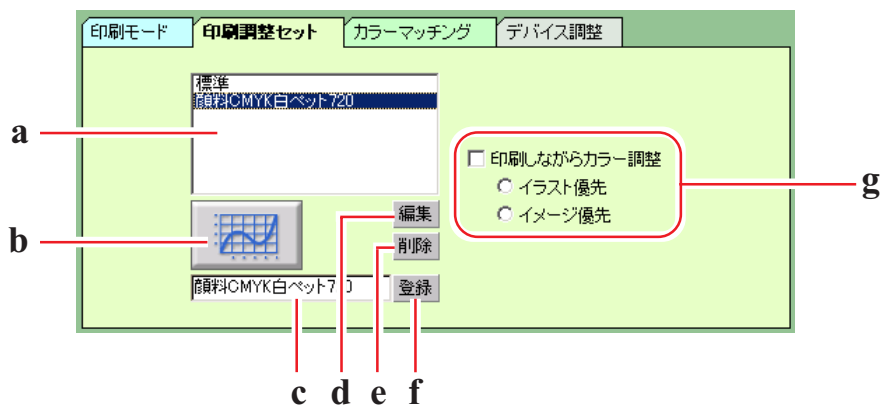 印刷モード 印刷調整セット カラーマッチング デバイス調整
標準
顔料CMYK白ペット720
a
印刷しながらカラー調整
g
イラスト優先
編集
イメージ優先
b
削除
顔料CMYK白ペット720 登録
c d e f